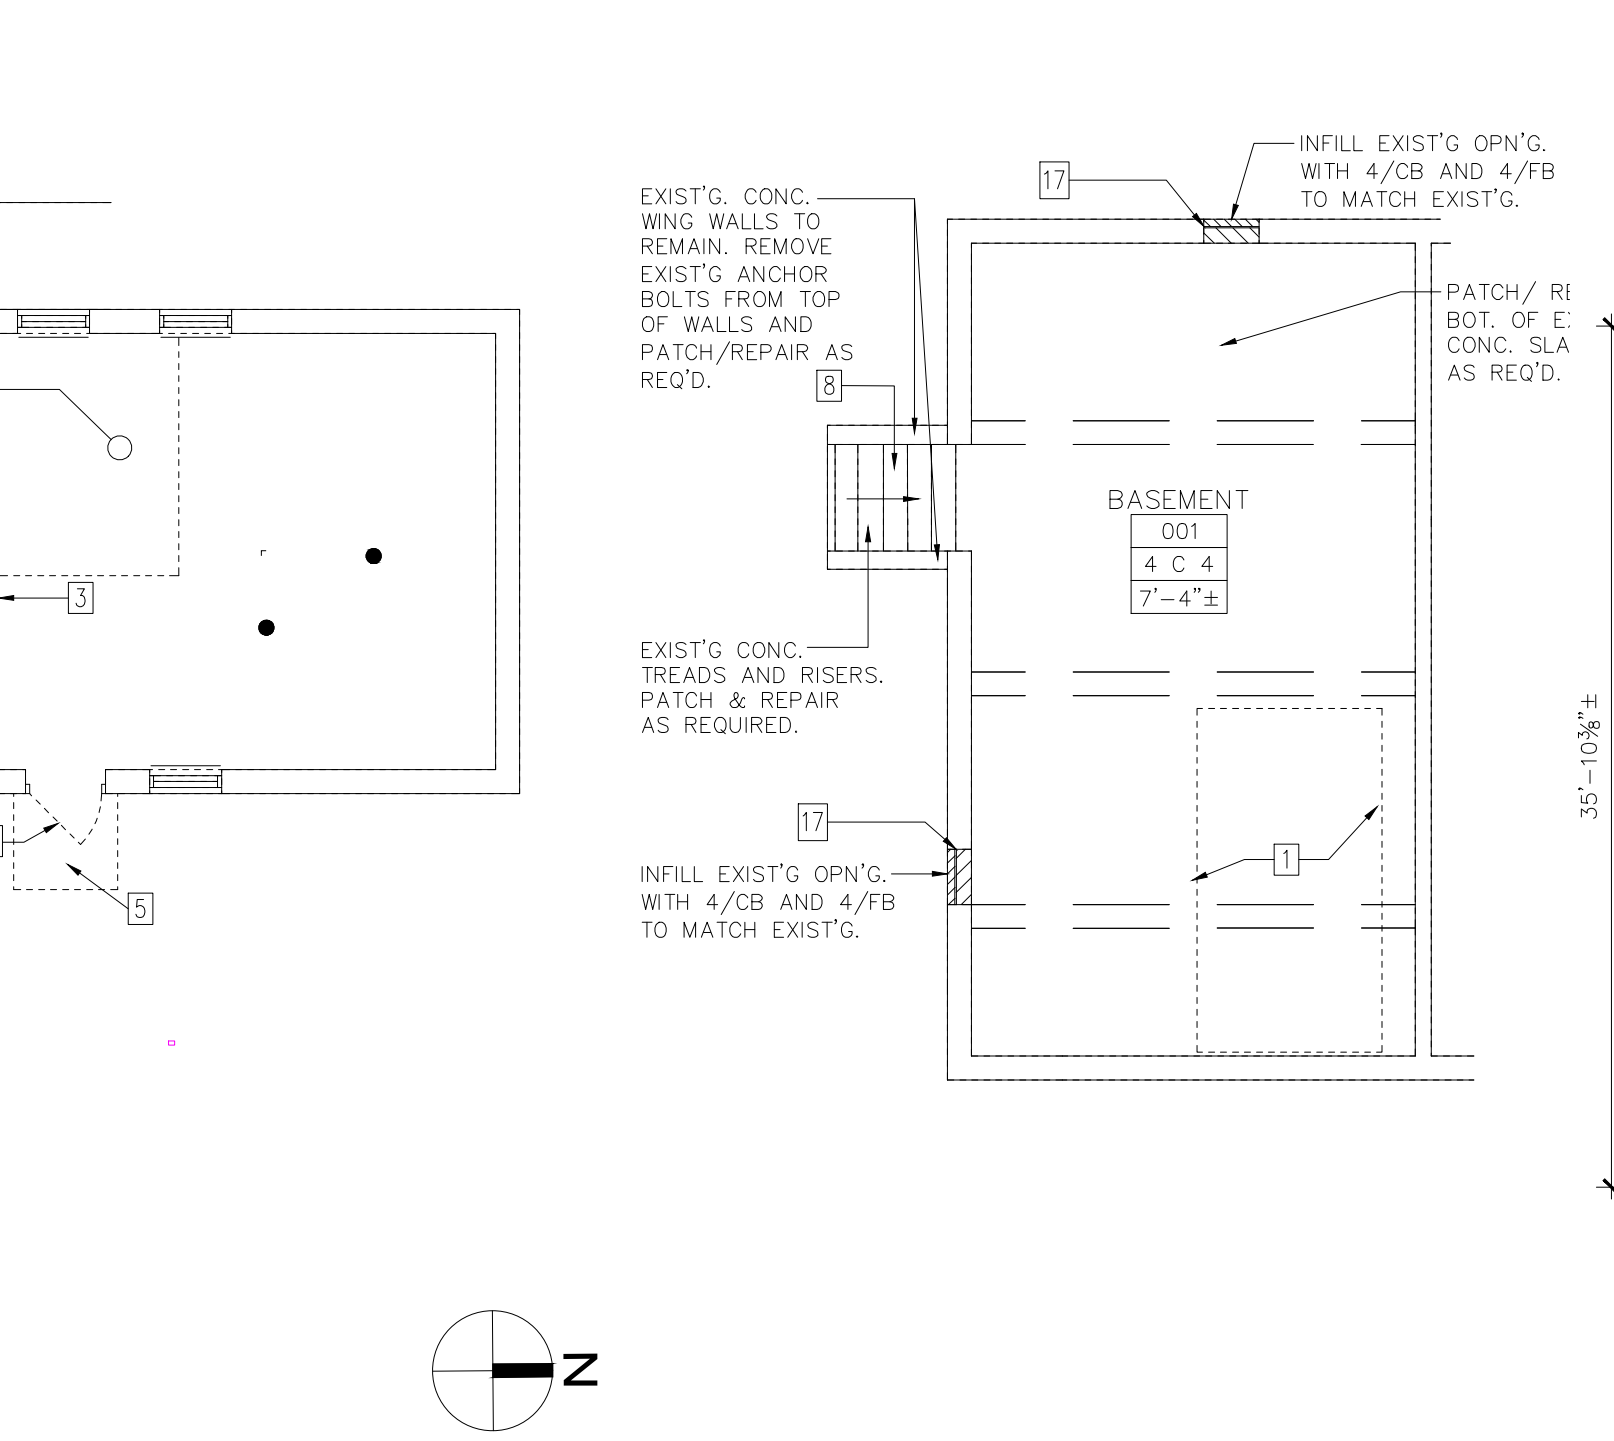 INFILL EXIST'G OPN'G.
WITH 4/CB AND 4/FB
TO MATCH EXIST'G.
17
EXIST'G. CONC.
WING WALLS TO
REMAIN. REMOVE
EXIST'G ANCHOR
BOLTS FROM TOP
OF WALLS AND
PATCH/REPAIR AS
REQ'D.
8
PATCH/
BOT. OF
CONC.
AS REQ'D.
BASEMENT
001
4 C 4
7'-4"±
3
EXIST'G CONC.
TREADS AND RISERS.
PATCH & REPAIR
AS REQUIRED.
35'-10⅜"±
17
INFILL EXIST'G OPN'G.
WITH 4/CB AND 4/FB
TO MATCH EXIST'G.
1
5
N